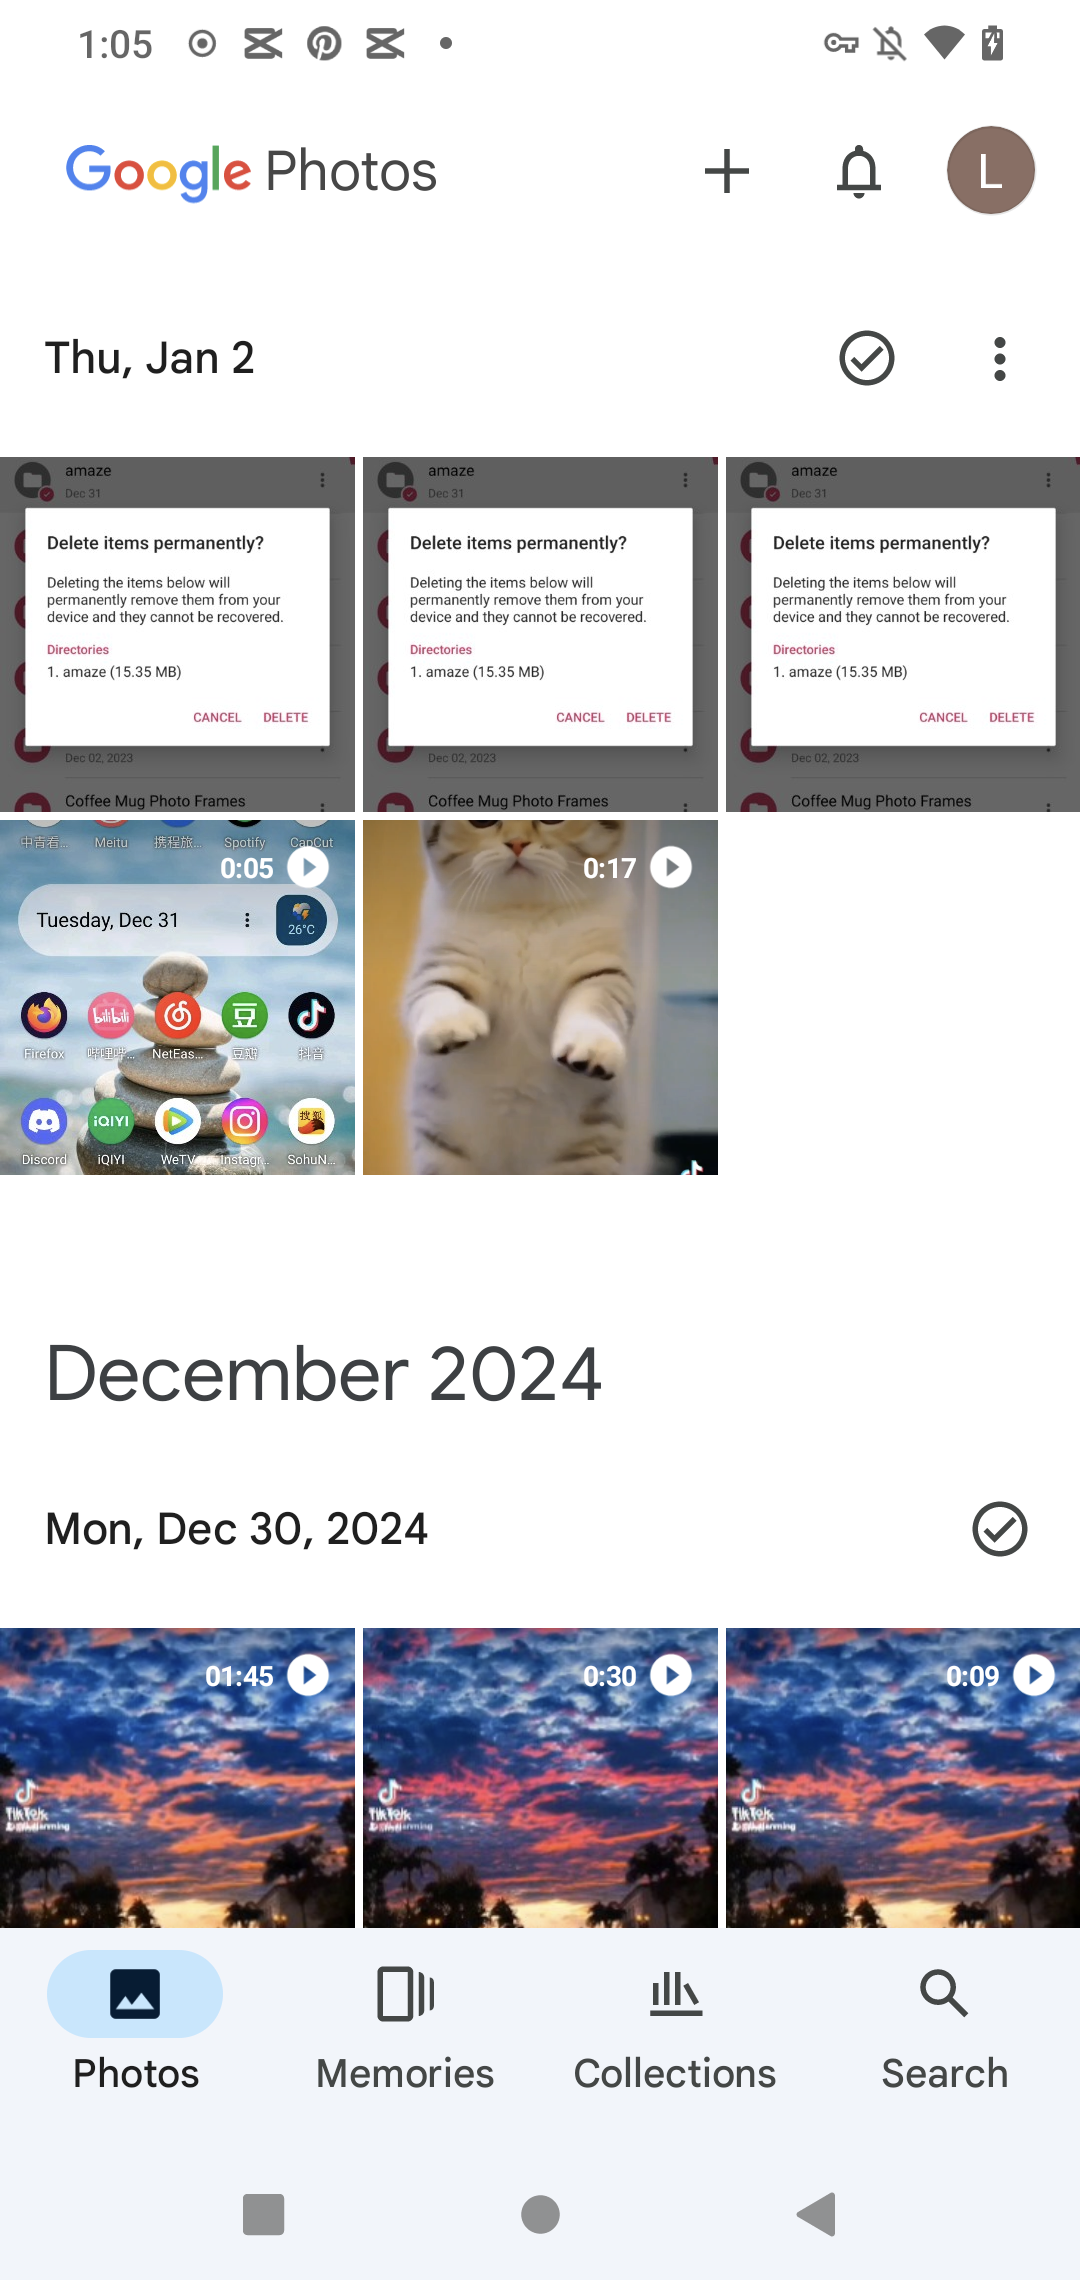 1:05
Google Photos
L
Thu, Jan 2
amaze
Dec 31
Delete items permanently?
Deleting the items below will
permanently remove them from your
device and they cannot be recovered.
Directories
1. amaze (15.35 MB)
CANCEL DELETE
Dec 02, 2023
Coffee Mug Photo Frames
amaze
Dec 31
Delete items permanently?
Deleting the items below will
permanently remove them from your
device and they cannot be recovered.
Directories
1. amaze (15.35 MB)
CANCEL DELETE
Coffee Mug Photo Frames
amaze
Dec 31
Delete items permanently?
Deleting the items below will
permanently remove them from your
device and they cannot be recovered.
Directories
1. amaze (15.35 MB)
CANCEL DELETE
Dec 02, 2023
Coffee Mug Photo Frames
中青看... Meitu 携程旅... Spotify CapCut
0:05
Tuesday, Dec 31
26°C
bilibili 豆
Firefox 哔哩哔... NetEas... 豆瓣 抖音
iQIYI 搜狐
Discord iQIYI WeTV Instagr... SohuN...
0:17
December 2024
Mon, Dec 30, 2024
01:45
TikTok
0:30
TikTok
0:09
TikTok
Photos Memories Collections Search